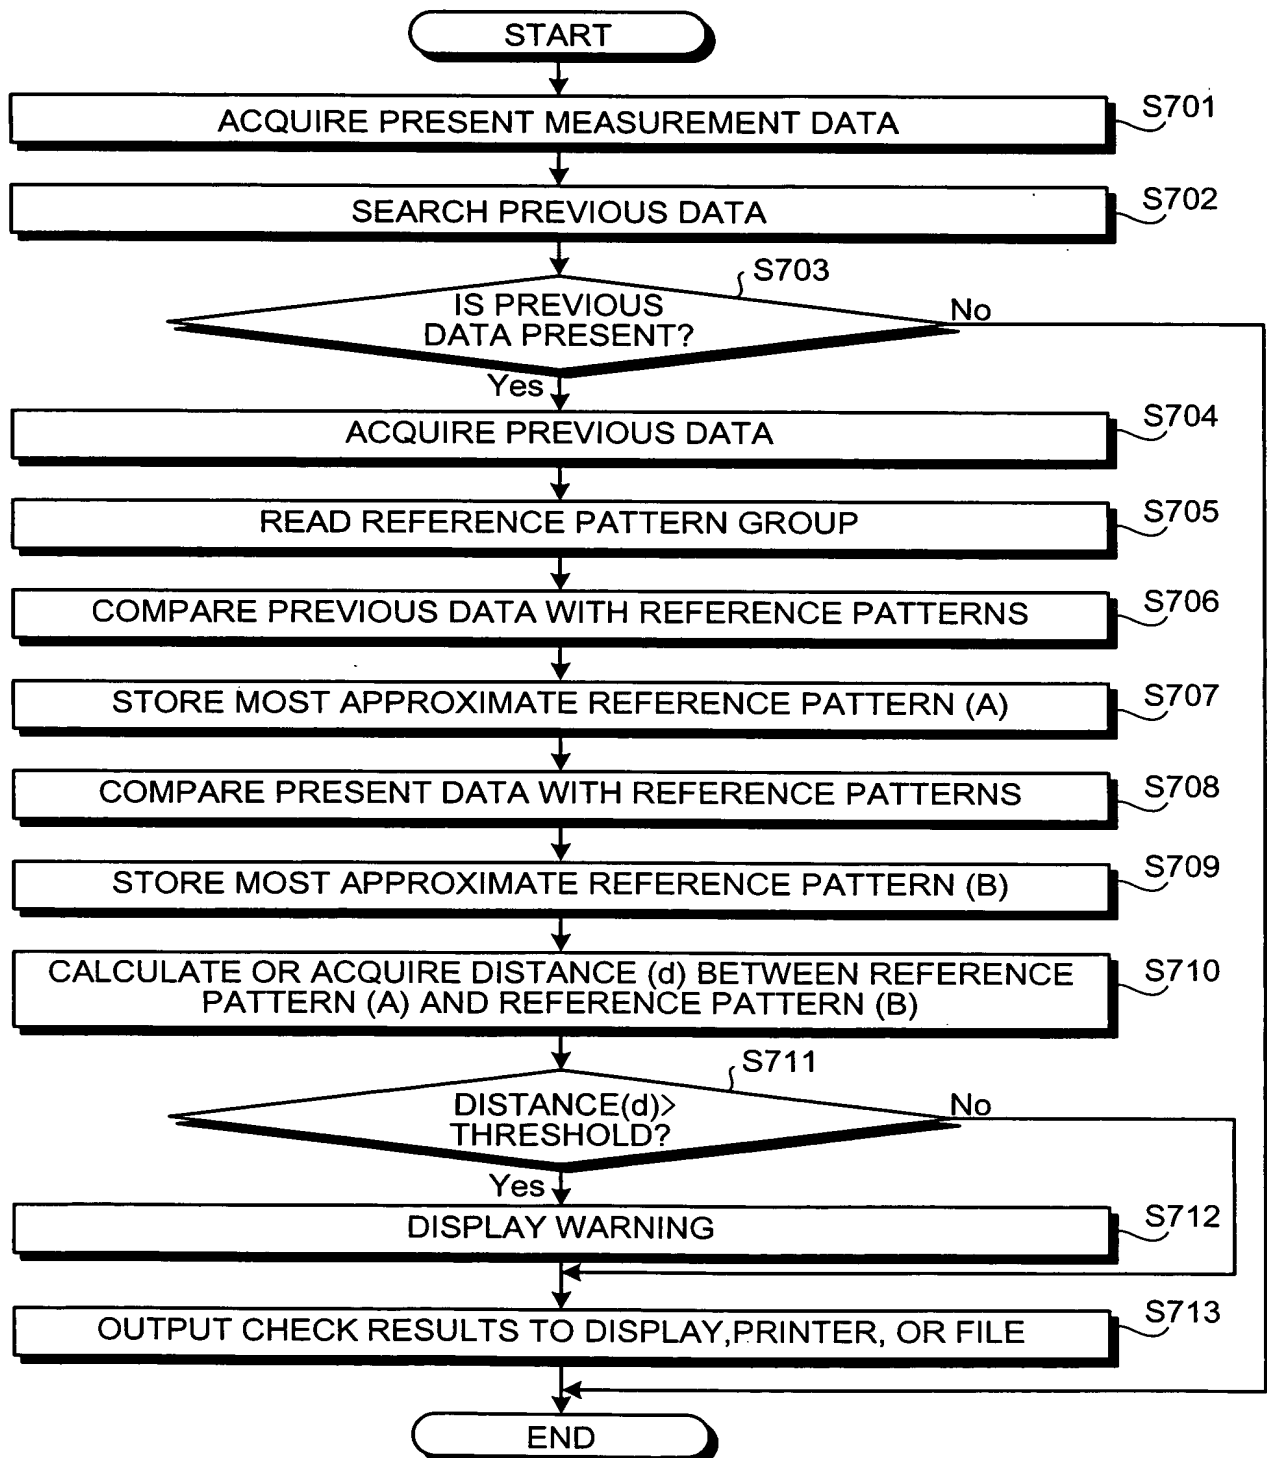 START
ACQUIRE PRESENT MEASUREMENT DATA
S701
SEARCH PREVIOUS DATA
S702
S703
IS PREVIOUS
DATA PRESENT?
No
Yes
ACQUIRE PREVIOUS DATA
S704
READ REFERENCE PATTERN GROUP
S705
COMPARE PREVIOUS DATA WITH REFERENCE PATTERNS
S706
STORE MOST APPROXIMATE REFERENCE PATTERN (A)
S707
COMPARE PRESENT DATA WITH REFERENCE PATTERNS
S708
STORE MOST APPROXIMATE REFERENCE PATTERN (B)
S709
CALCULATE OR ACQUIRE DISTANCE (d) BETWEEN REFERENCE
PATTERN (A) AND REFERENCE PATTERN (B)
S710
S711
DISTANCE(d)>
THRESHOLD?
No
Yes
DISPLAY WARNING
S712
OUTPUT CHECK RESULTS TO DISPLAY,PRINTER, OR FILE
S713
END